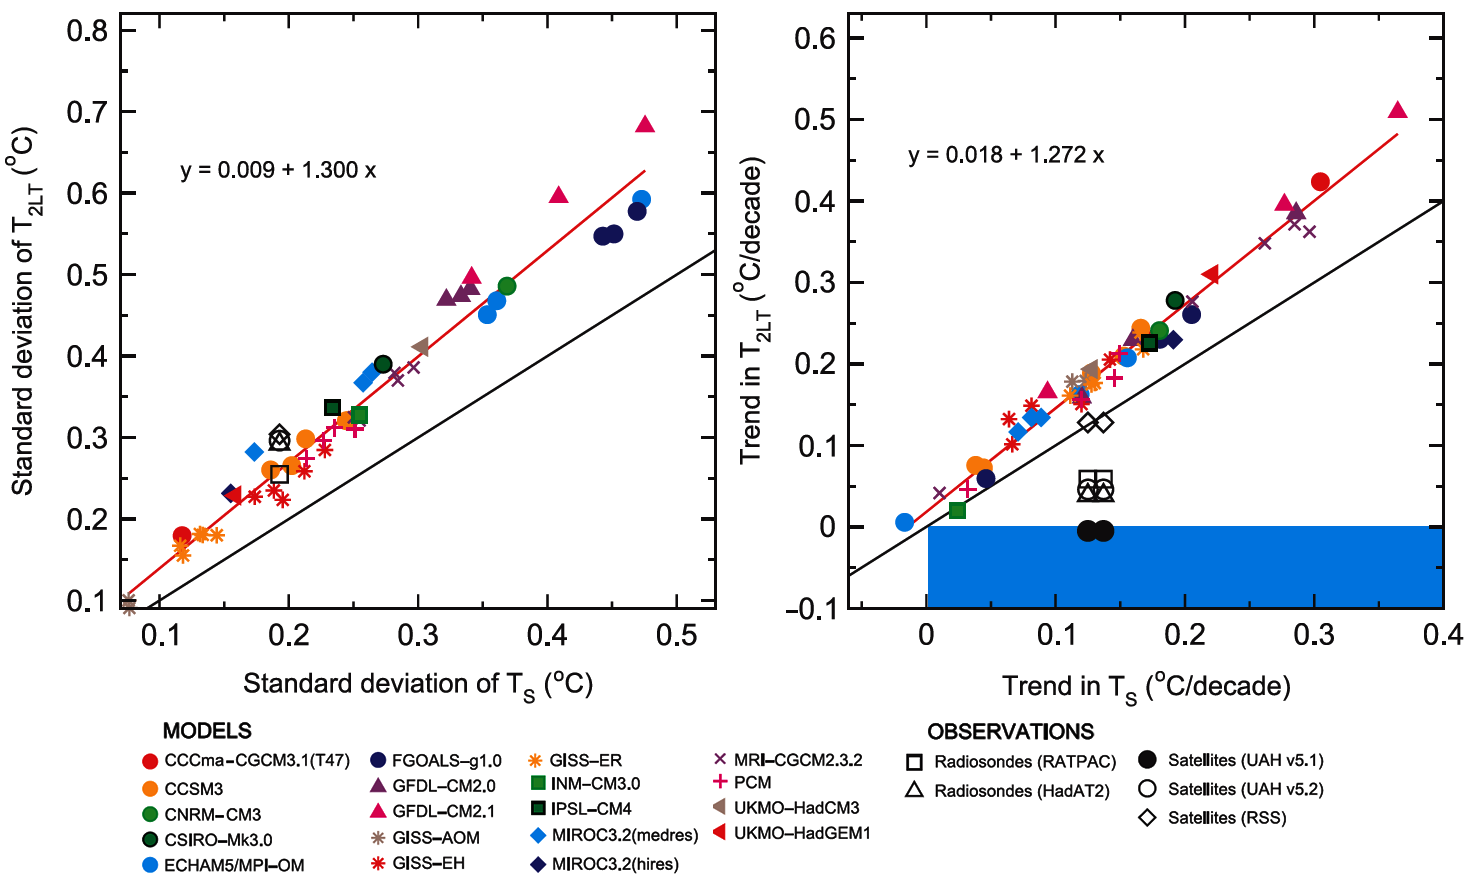 0.8
0.7
0.6
0.5
0.4
0.3
0.2
0.1
Standard deviation of T2LT (°C)
y = 0.009 + 1.300 x
0.1 0.2 0.3 0.4 0.5
Standard deviation of TS (°C)
0.6
0.5
0.4
0.3
0.2
0.1
0
−0.1
Trend in T2LT (°C/decade)
y = 0.018 + 1.272 x
0 0.1 0.2 0.3 0.4
Trend in TS (°C/decade)
MODELS
CCCma−CGCM3.1(T47)
CCSM3
CNRM−CM3
CSIRO−Mk3.0
ECHAM5/MPI−OM
FGOALS−g1.0
GFDL−CM2.0
GFDL−CM2.1
GISS−AOM
GISS−EH
GISS−ER
INM−CM3.0
IPSL−CM4
MIROC3.2(medres)
MIROC3.2(hires)
MRI−CGCM2.3.2
PCM
UKMO−HadCM3
UKMO−HadGEM1
OBSERVATIONS
Radiosondes (RATPAC)
Radiosondes (HadAT2)
Satellites (UAH v5.1)
Satellites (UAH v5.2)
Satellites (RSS)